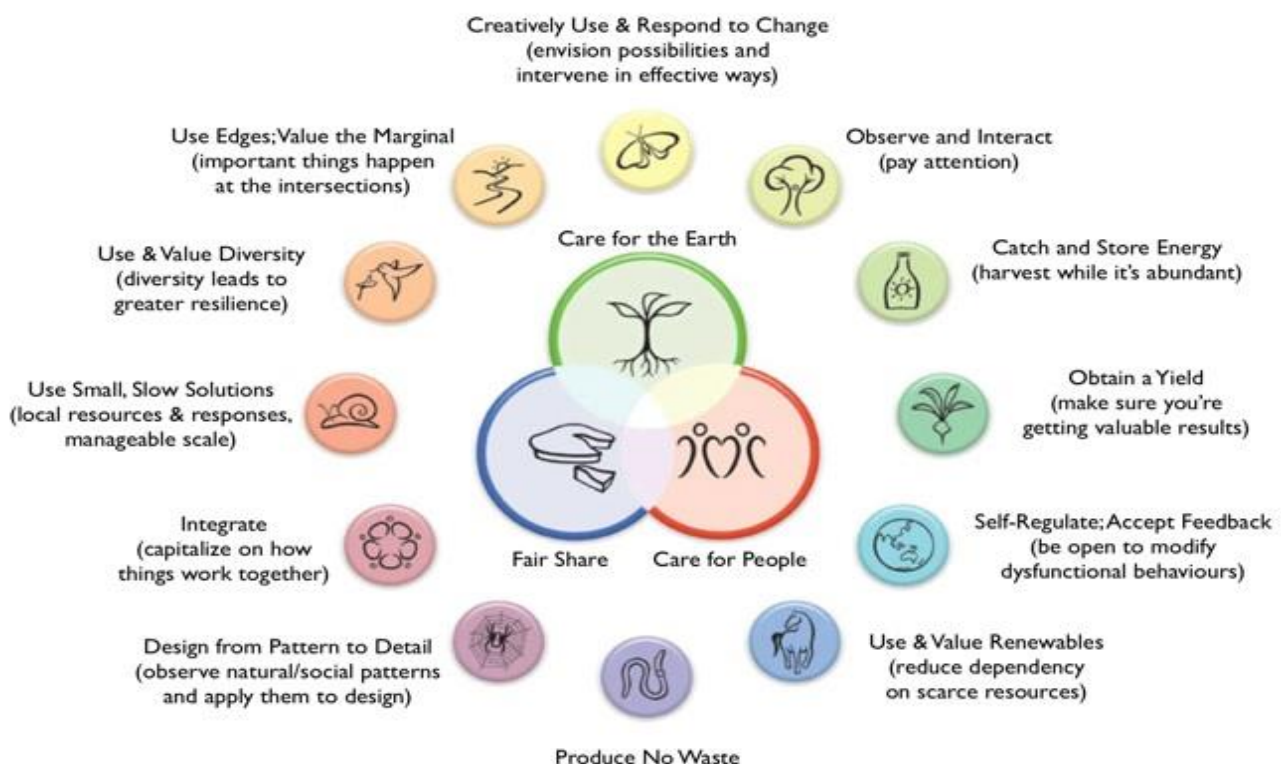 Creatively Use & Respond to Change
(envision possibilities and
intervene in effective ways)
Observe and Interact
(pay attention)
Catch and Store Energy
(harvest while it's abundant)
Obtain a Yield
(make sure you're
getting valuable results)
Self-Regulate; Accept Feedback
(be open to modify
dysfunctional behaviours)
Use & Value Renewables
(reduce dependency
on scarce resources)
Produce No Waste
Design from Pattern to Detail
(observe natural/social patterns
and apply them to design)
Integrate
(capitalize on how
things work together)
Use Small, Slow Solutions
(local resources & responses,
manageable scale)
Use & Value Diversity
(diversity leads to
greater resilience)
Use Edges; Value the Marginal
(important things happen
at the intersections)
Care for the Earth
Fair Share
Care for People